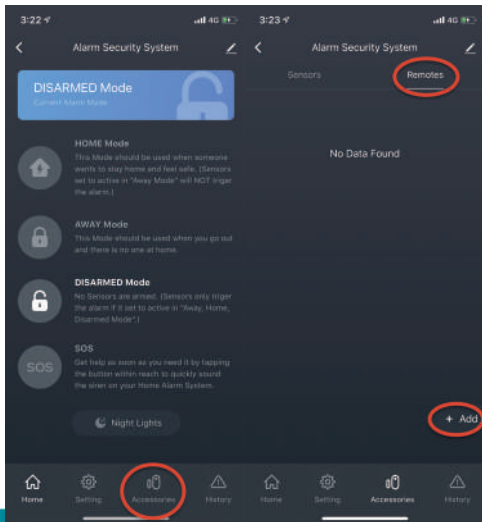 3:22
4G
Alarm Security System
DISARMED Mode
Current Alarm Mode
HOME Mode
This Mode should be used when someone
wants to stay home and feel safe. (Sensors
set to active in "Away Mode" will NOT triger
the alarm.)
AWAY Mode
This Mode should be used when you go out
and there is no one at home.
DISARMED Mode
No Sensors are armed. (Sensors only triger
the alarm if it set to active in "Away, Home,
Disarmed Mode".)
SOS
SOS
Get help as soon as you need it by tapping
the button within reach to quickly sound
the siren on your Home Alarm System.
Night Lights
Home
Setting
Accessories
History
3:23
4G
Alarm Security System
Sensors
Remotes
No Data Found
+ Add
Home
Setting
Accessories
History